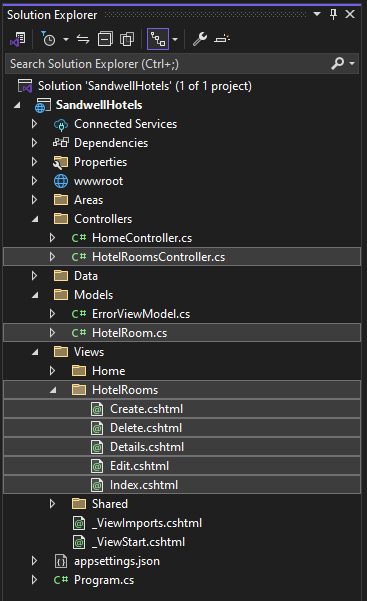 Solution Explorer
Search Solution Explorer (Ctrl+;)
Solution 'SandwellHotels' (1 of 1 project)
SandwellHotels
Connected Services
Dependencies
Properties
wwwroot
Areas
Controllers
C# HomeController.cs
C# HotelRoomsController.cs
Data
Models
C# ErrorViewModel.cs
C# HotelRoom.cs
Views
Home
HotelRooms
Create.cshtml
Delete.cshtml
Details.cshtml
Edit.cshtml
Index.cshtml
Shared
_ViewImports.cshtml
_ViewStart.cshtml
appsettings.json
C# Program.cs